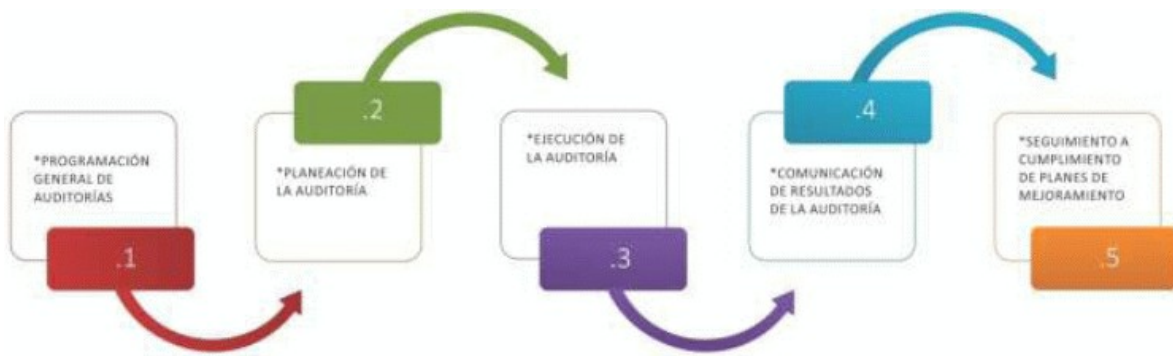 *PROGRAMACIÓN
GENERAL DE
AUDITORÍAS
.1
.2
*PLANEACIÓN DE
LA AUDITORÍA
*EJECUCIÓN DE
LA AUDITORÍA
.3
.4
*COMUNICACIÓN
DE RESULTADOS
DE LA AUDITORÍA
*SEGUIMIENTO A
CUMPLIMIENTO
DE PLANES DE
MEJORAMIENTO
.5